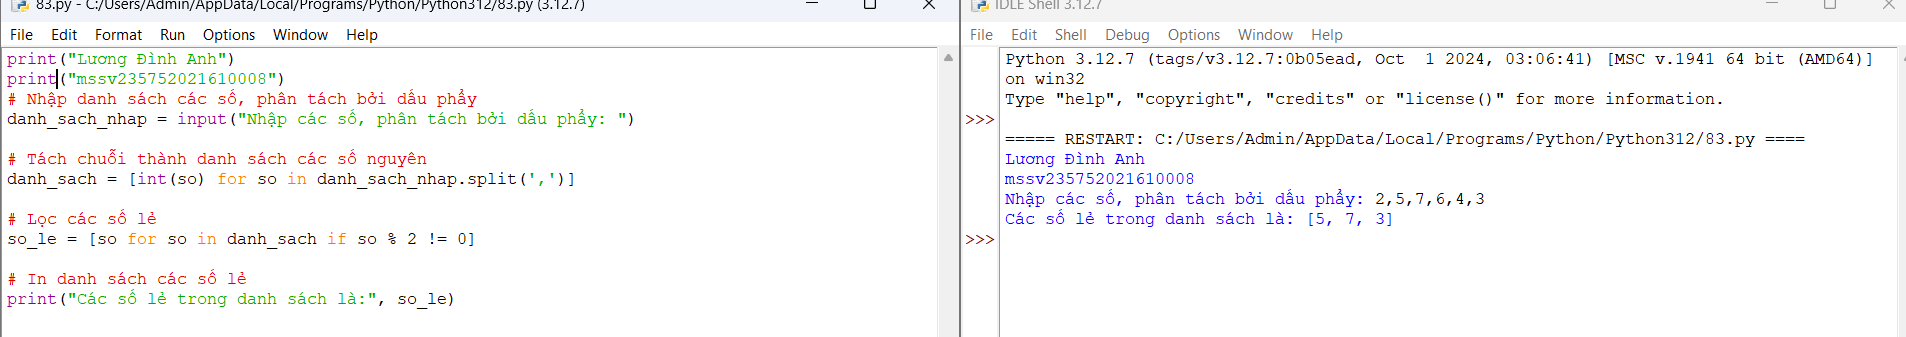 83.py - C:/Users/Admin/AppData/Local/Programs/Python/Python312/83.py (3.12.7)
File Edit Format Run Options Window Help
print("Lương Đình Anh")
print("mssv235752021610008")
# Nhập danh sách các số, phân tách bởi dấu phẩy
danh_sach_nhap = input("Nhập các số, phân tách bởi dấu phẩy: ")
# Tách chuỗi thành danh sách các số nguyên
danh_sach = [int(so) for so in danh_sach_nhap.split(',')]
# Lọc các số lẻ
so_le = [so for so in danh_sach if so % 2 != 0]
# In danh sách các số lẻ
print("Các số lẻ trong danh sách là:", so_le)
IDLE Shell 3.12.7
File Edit Shell Debug Options Window Help
Python 3.12.7 (tags/v3.12.7:0b05ead, Oct  1 2024, 03:06:41) [MSC v.1941 64 bit (AMD64)]
on win32
Type "help", "copyright", "credits" or "license()" for more information.
>>>
===== RESTART: C:/Users/Admin/AppData/Local/Programs/Python/Python312/83.py ====
Lương Đình Anh
mssv235752021610008
Nhập các số, phân tách bởi dấu phẩy: 2,5,7,6,4,3
Các số lẻ trong danh sách là: [5, 7, 3]
>>>